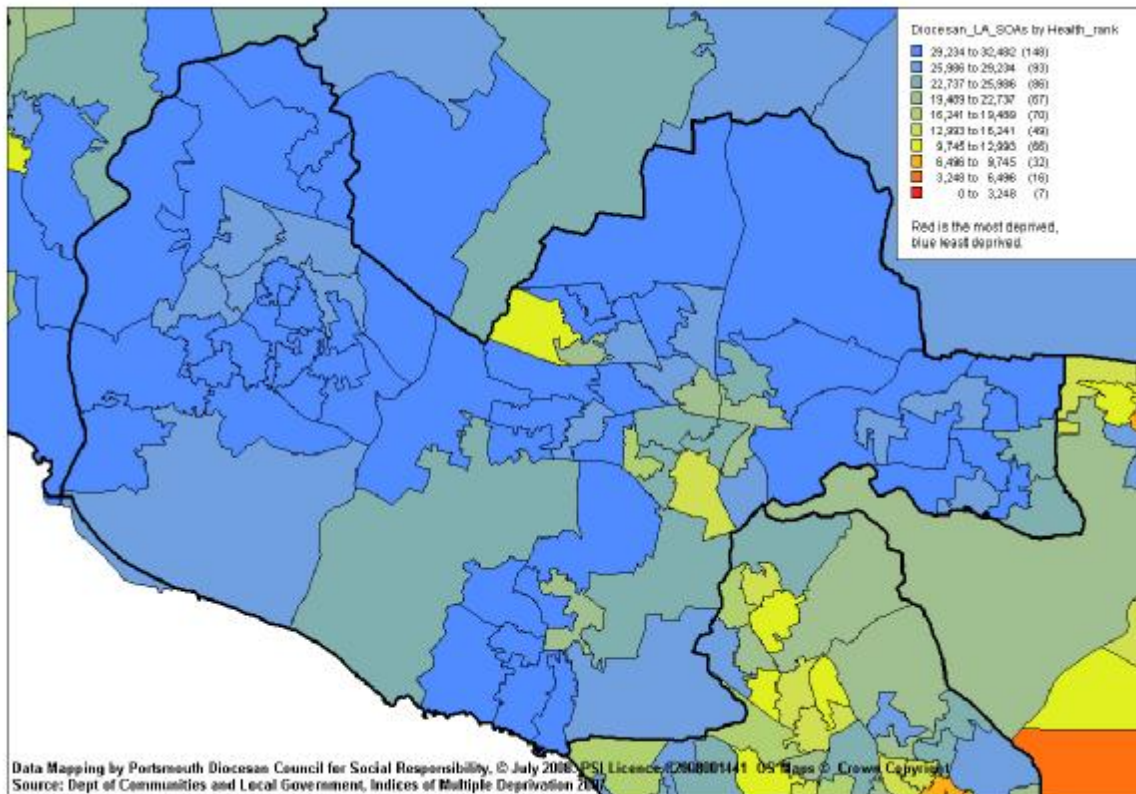 Diocesan_LA_SOAs by Health_rank
29,234 to 32,482 (148)
25,986 to 29,234 (93)
22,737 to 25,986 (86)
19,489 to 22,737 (67)
16,241 to 19,489 (70)
12,993 to 16,241 (49)
9,745 to 12,993 (66)
6,496 to 9,745 (32)
3,248 to 6,496 (16)
0 to 3,248 (7)
Red is the most deprived,
blue least deprived.
Data Mapping by Portsmouth Diocesan Council for Social Responsibility, © July 2008. PSI Licence OS Maps © Crown Copyright
Source: Dept of Communities and Local Government, Indices of Multiple Deprivation